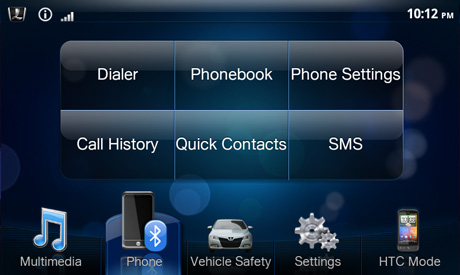 10:12 PM
Dialer Phonebook Phone Settings
Call History Quick Contacts SMS
Multimedia Phone Vehicle Safety Settings HTC Mode